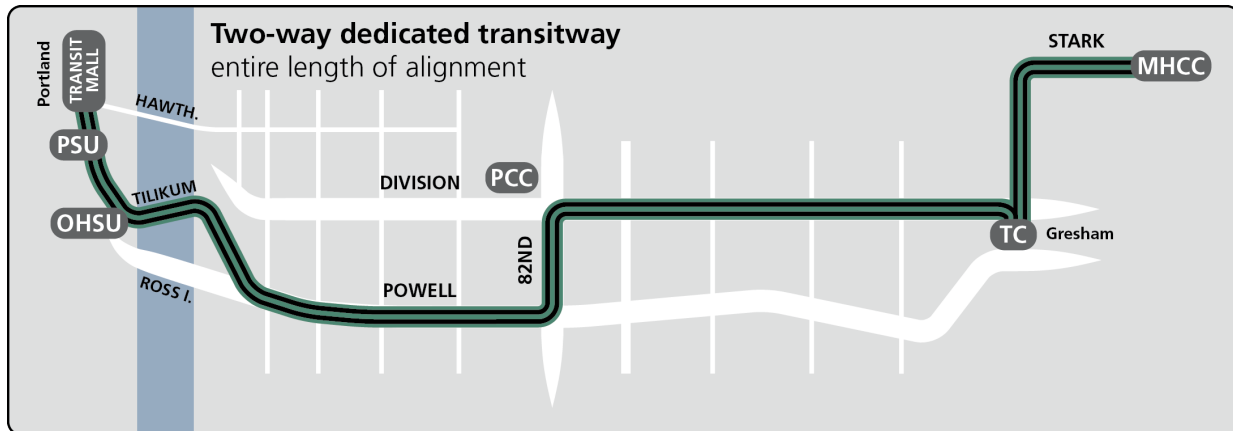 Two-way dedicated transitway
entire length of alignment
Portland
TRANSIT
MALL
HAWTH.
PSU
TILIKUM
OHSU
ROSS I.
DIVISION
PCC
82ND
POWELL
STARK
MHCC
TC
Gresham